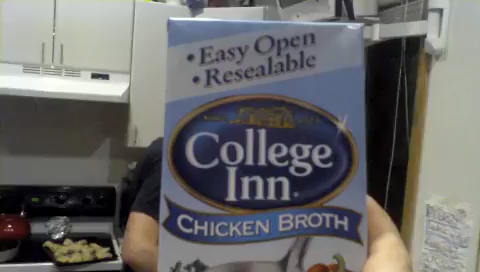 • Easy Open
• Resealable
College
Inn®
CHICKEN BROTH